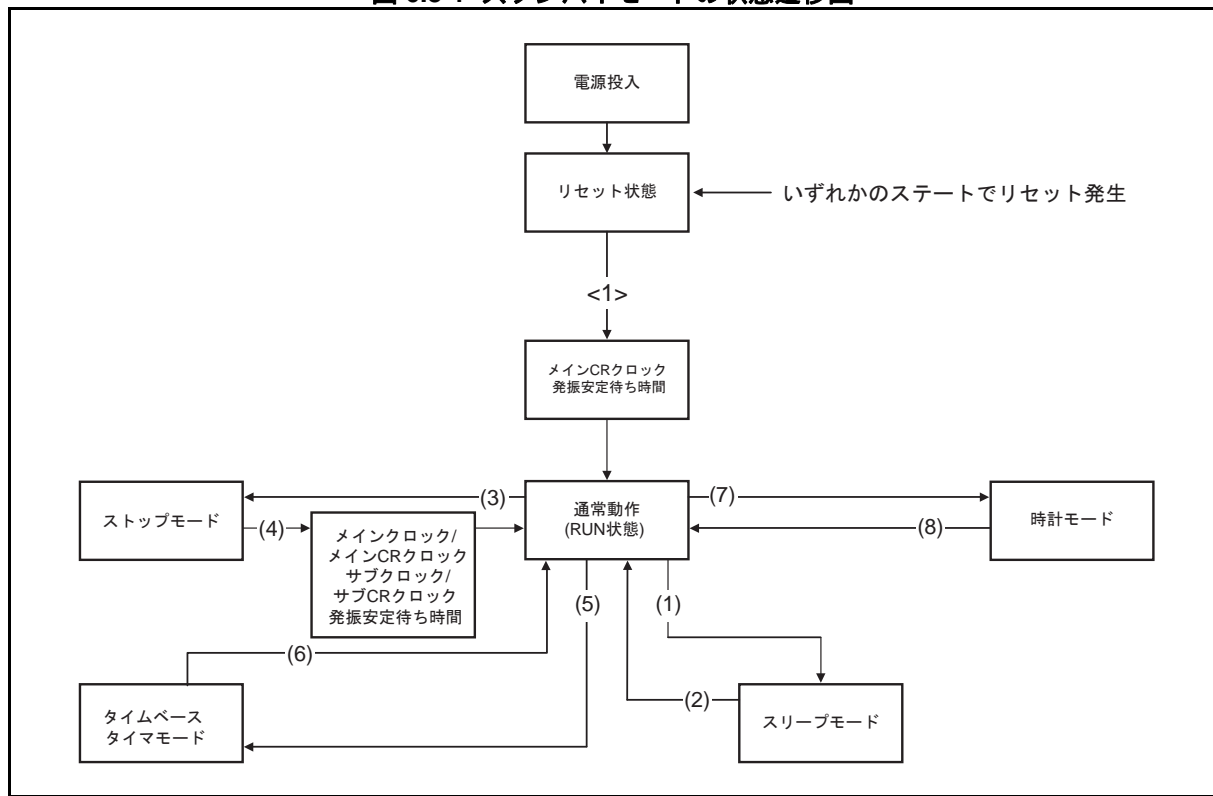 電源投入
リセット状態
いずれかのステートでリセット発生
<1>
メインCRクロック
発振安定待ち時間
通常動作
(RUN状態)
(3)
(7)
ストップモード
(4)
(8)
時計モード
メインクロック/
メインCRクロック
サブクロック/
サブCRクロック
発振安定待ち時間
(5)
(1)
(6)
(2)
タイムベース
タイマモード
スリープモード